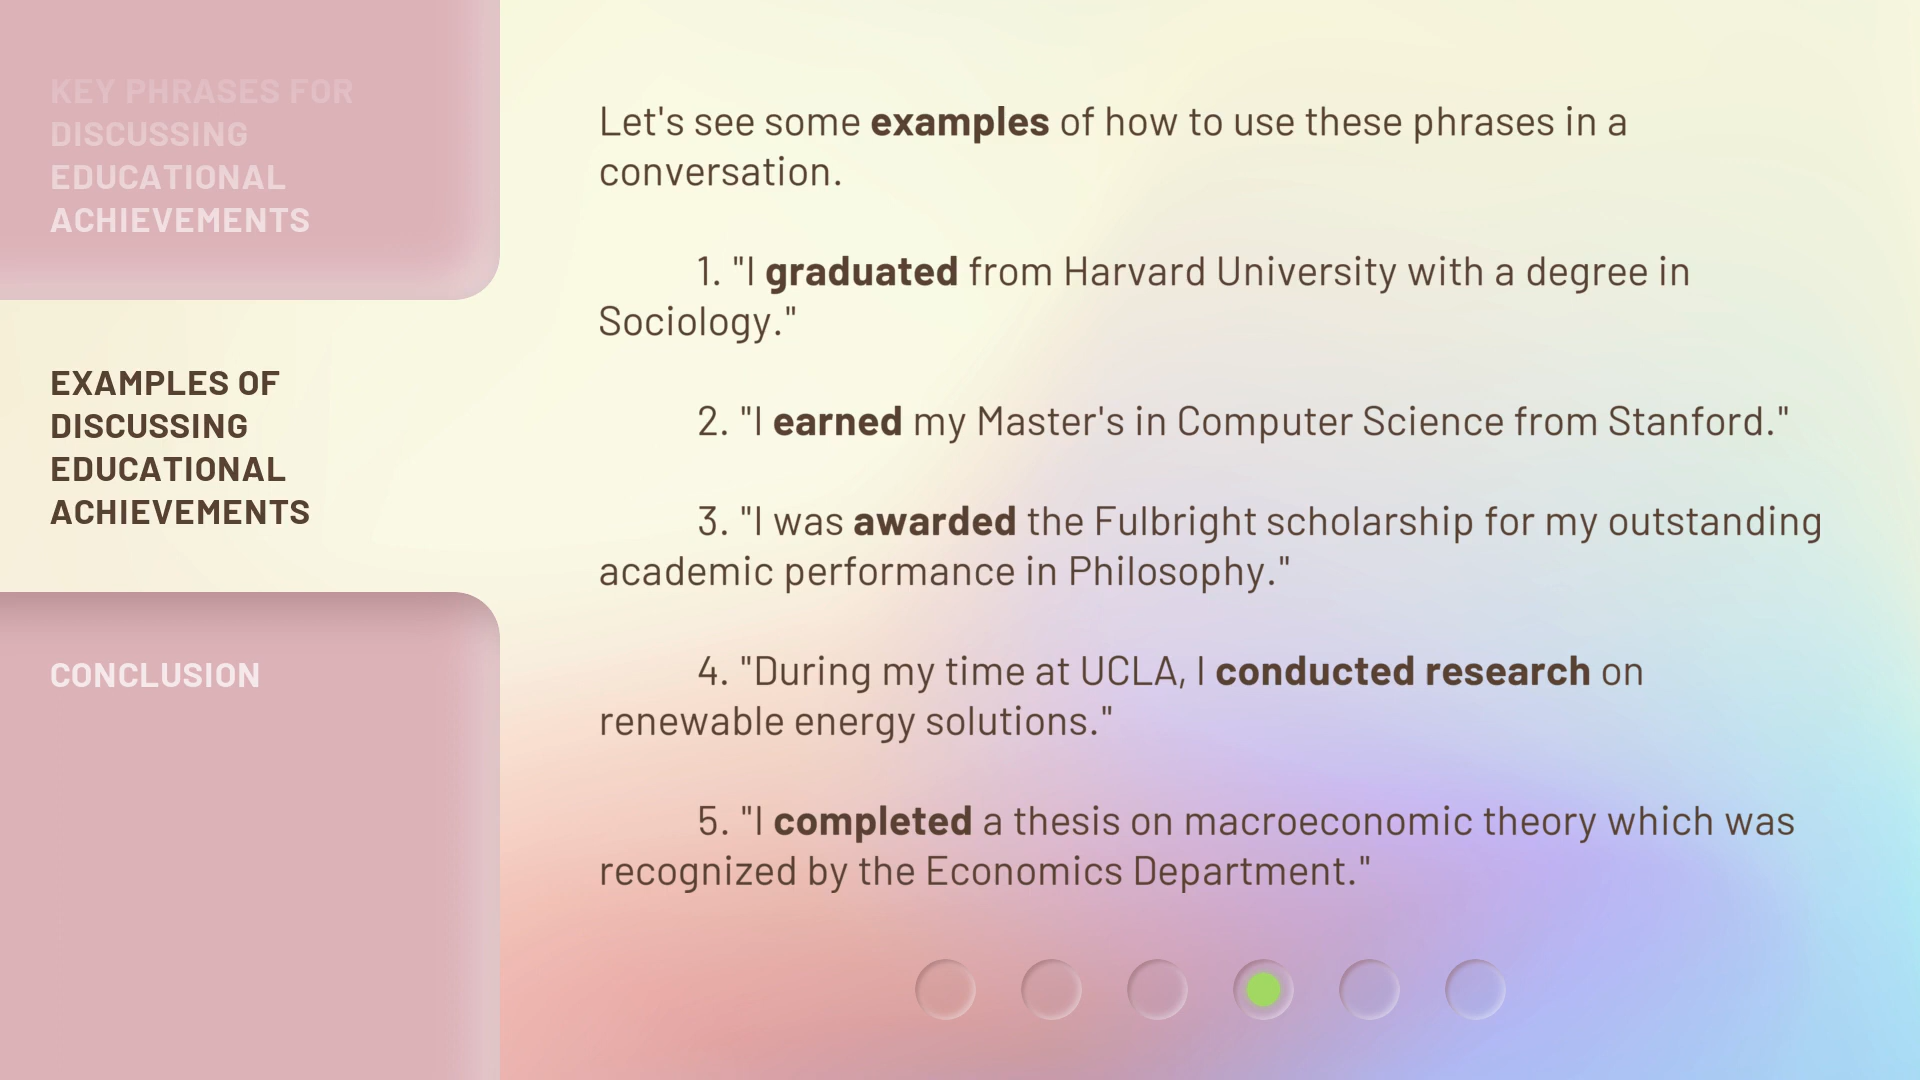 KEY PHRASES FOR
DISCUSSING
EDUCATIONAL
ACHIEVEMENTS
EXAMPLES OF
DISCUSSING
EDUCATIONAL
ACHIEVEMENTS
CONCLUSION
Let's see some examples of how to use these phrases in a
conversation.
1. "I graduated from Harvard University with a degree in
Sociology."
2. "I earned my Master's in Computer Science from Stanford."
3. "I was awarded the Fulbright scholarship for my outstanding
academic performance in Philosophy."
4. "During my time at UCLA, I conducted research on
renewable energy solutions."
5. "I completed a thesis on macroeconomic theory which was
recognized by the Economics Department."